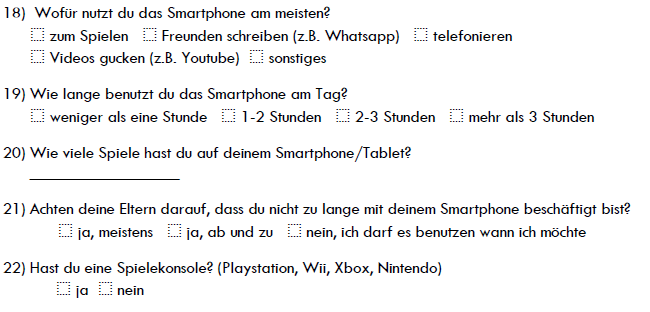 18) Wofür nutzt du das Smartphone am meisten?
☐ zum Spielen ☐ Freunden schreiben (z.B. Whatsapp) ☐ telefonieren
☐ Videos gucken (z.B. Youtube) ☐ sonstiges
19) Wie lange benutzt du das Smartphone am Tag?
☐ weniger als eine Stunde ☐ 1-2 Stunden ☐ 2-3 Stunden ☐ mehr als 3 Stunden
20) Wie viele Spiele hast du auf deinem Smartphone/Tablet?
____________________
21) Achten deine Eltern darauf, dass du nicht zu lange mit deinem Smartphone beschäftigt bist?
☐ ja, meistens ☐ ja, ab und zu ☐ nein, ich darf es benutzen wann ich möchte
22) Hast du eine Spielekonsole? (Playstation, Wii, Xbox, Nintendo)
☐ ja ☐ nein